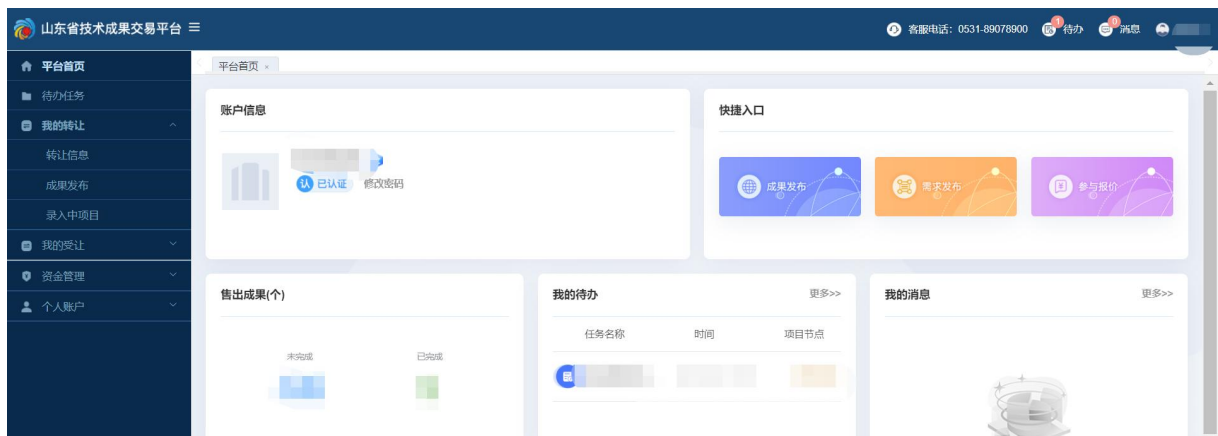 山东省技术成果交易平台
客服电话：0531-89078900
1
待办
0
消息
平台首页
待办任务
我的转让
转让信息
成果发布
录入中项目
我的受让
资金管理
个人账户
平台首页 ×
账户信息
认 已认证 修改密码
快捷入口
成果发布
需求发布
参与报价
售出成果(个)
未完成 已完成
我的待办 更多>>
任务名称 时间 项目节点
我的消息 更多>>